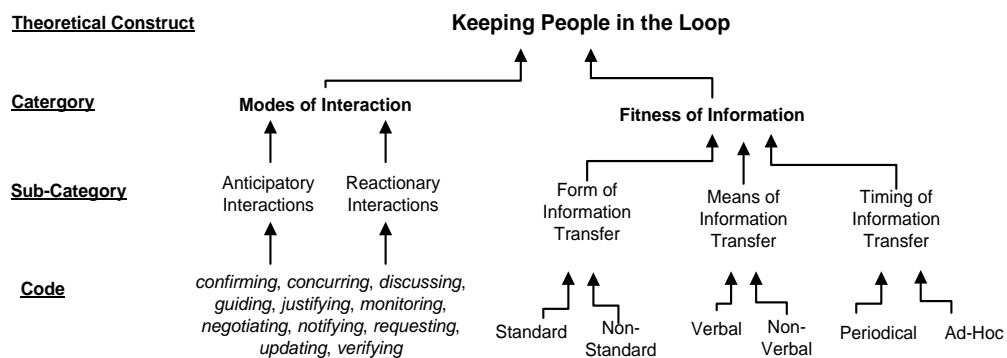 Theoretical Construct
Keeping People in the Loop
Catergory
Modes of Interaction
Fitness of Information
Sub-Category
Anticipatory
Interactions
Reactionary
Interactions
Form of
Information
Transfer
Means of
Information
Transfer
Timing of
Information
Transfer
Code
confirming, concurring, discussing,
guiding, justifying, monitoring,
negotiating, notifying, requesting,
updating, verifying
Standard
Non-
Standard
Verbal
Non-
Verbal
Periodical
Ad-Hoc